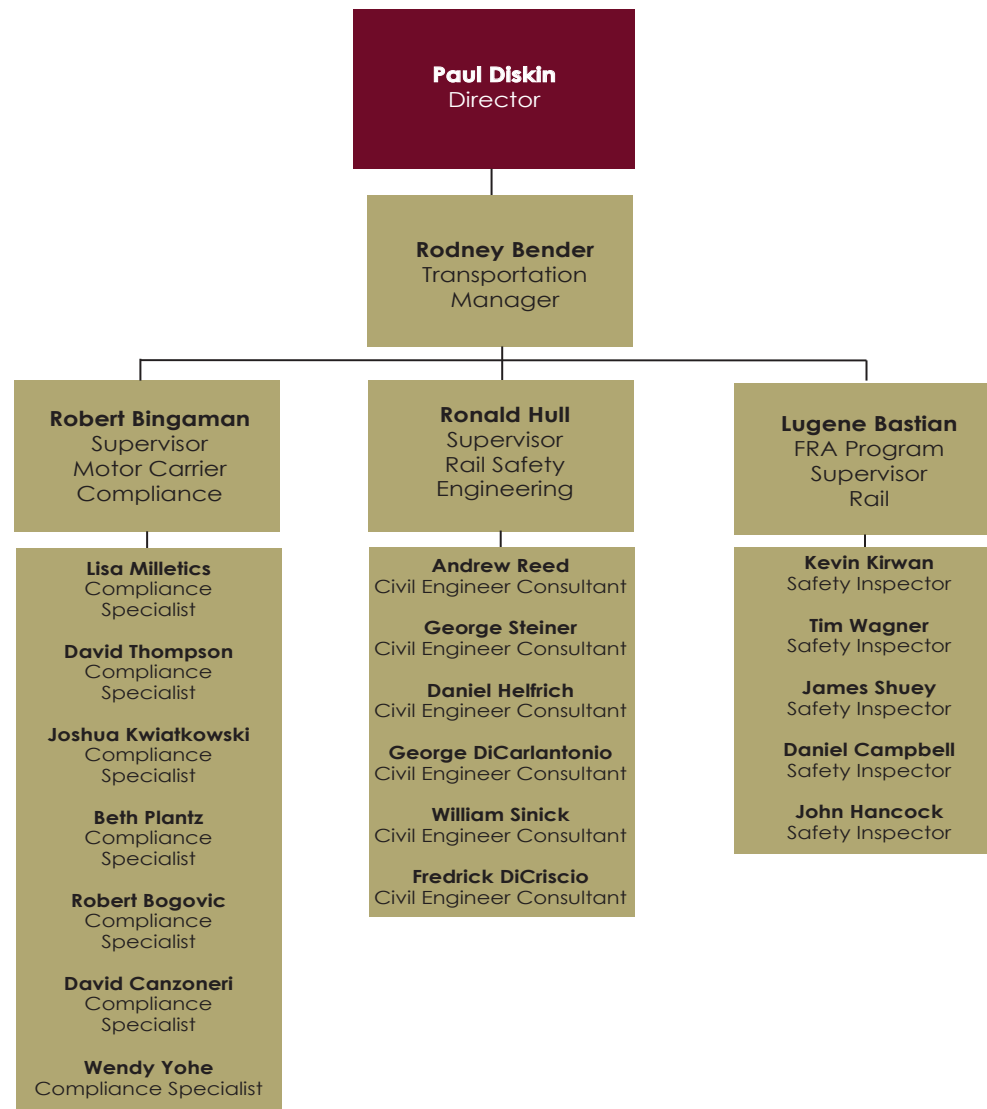 Paul Diskin
Director
Rodney Bender
Transportation
Manager
Robert Bingaman
Supervisor
Motor Carrier
Compliance
Ronald Hull
Supervisor
Rail Safety
Engineering
Lugene Bastian
FRA Program
Supervisor
Rail
Lisa Milletics
Compliance
Specialist
David Thompson
Compliance
Specialist
Joshua Kwiatkowski
Compliance
Specialist
Beth Plantz
Compliance
Specialist
Robert Bogovic
Compliance
Specialist
David Canzoneri
Compliance
Specialist
Wendy Yohe
Compliance Specialist
Andrew Reed
Civil Engineer Consultant
George Steiner
Civil Engineer Consultant
Daniel Helfrich
Civil Engineer Consultant
George DiCarlantonio
Civil Engineer Consultant
William Sinick
Civil Engineer Consultant
Fredrick DiCriscio
Civil Engineer Consultant
Kevin Kirwan
Safety Inspector
Tim Wagner
Safety Inspector
James Shuey
Safety Inspector
Daniel Campbell
Safety Inspector
John Hancock
Safety Inspector